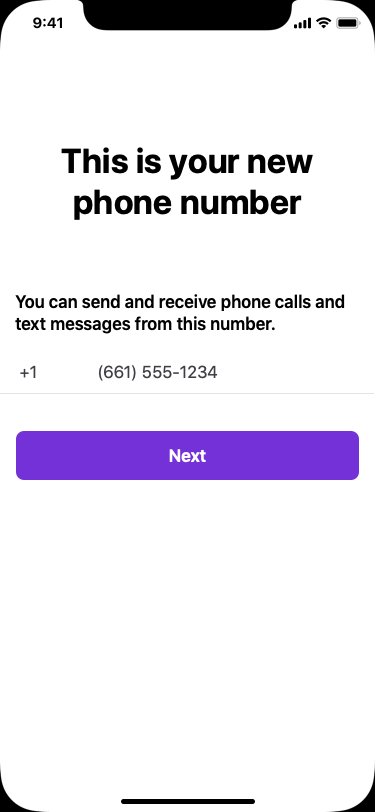 9:41
This is your new
phone number
You can send and receive phone calls and
text messages from this number.
+1 (661) 555-1234
Next